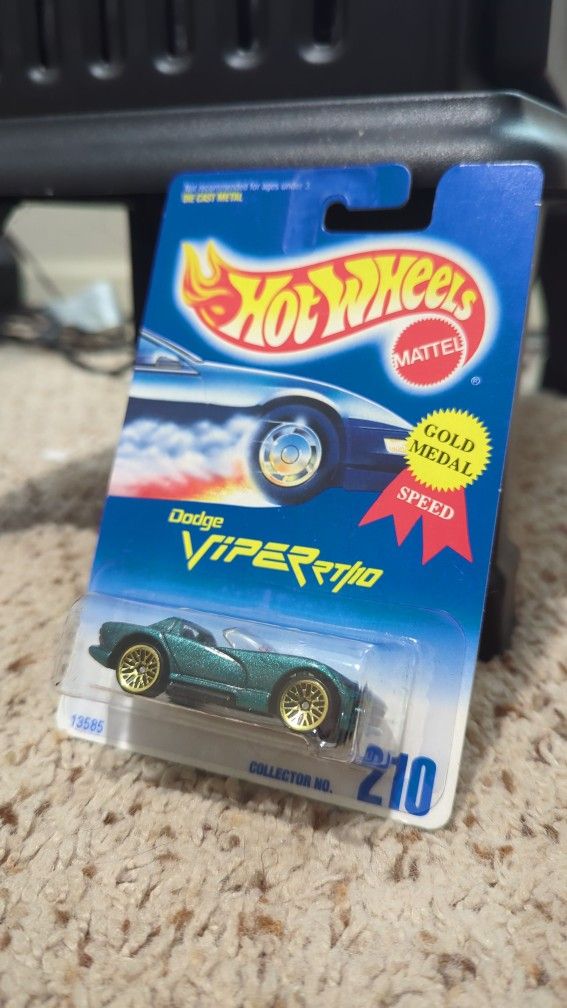 Not recommended for ages under 3
DIE CAST METAL
HOT WHEELS
MATTEL
®
GOLD
MEDAL
SPEED
Dodge
VIPER RT/10
13585
COLLECTOR NO.
210